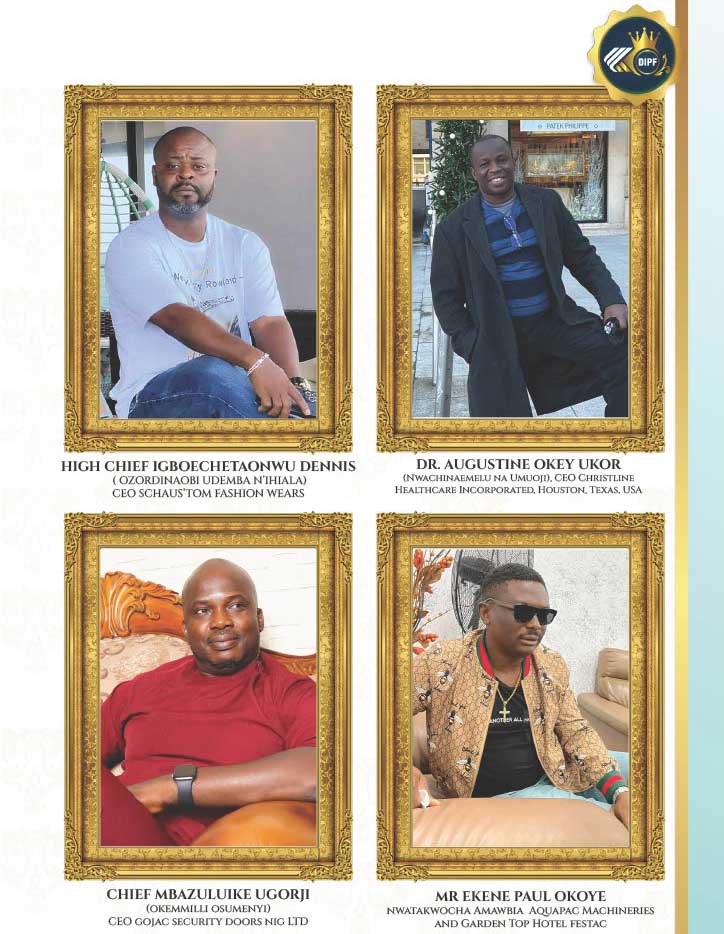 DIPF
PATEK PHILIPPE
HIGH CHIEF IGBOECHETAONWU DENNIS
( OZORDINAOBI UDEMBA N'IHIALA)
CEO SCHAUS'TOM FASHION WEARS
DR. AUGUSTINE OKEY UKOR
(NWACHINAEMELU NA UMUOJI), CEO CHRISTLINE
HEALTHCARE INCORPORATED, HOUSTON, TEXAS, USA
ANOTHER ALL
CHIEF MBAZULUIKE UGORJI
(OKEMMILLI OSUMENYI)
CEO GOJAC SECURITY DOORS NIG LTD
MR EKENE PAUL OKOYE
NWATAKWOCHA AMAWBIA AQUAPAC MACHINERIES
AND GARDEN TOP HOTEL FESTAC